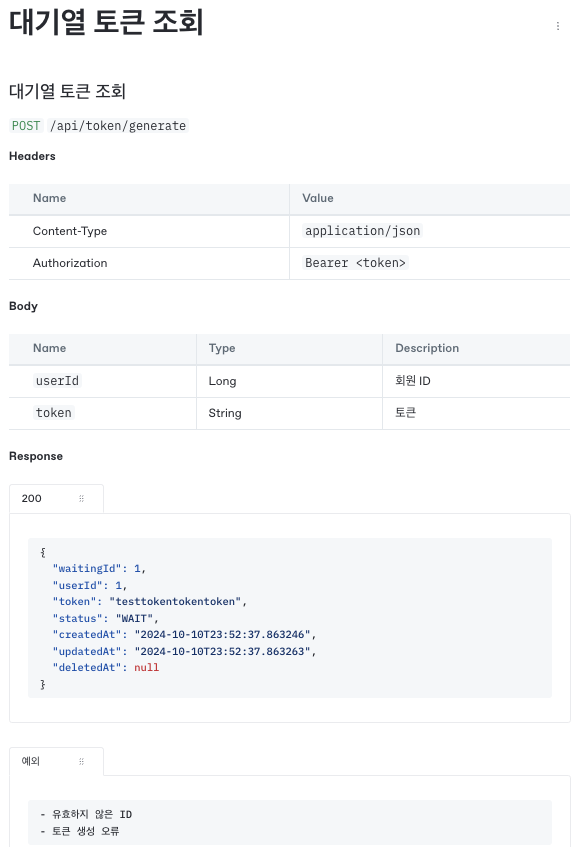 대기열 토큰 조회
대기열 토큰 조회
POST /api/token/generate
Headers
Name Value
Content-Type application/json
Authorization Bearer <token>
Body
Name Type Description
userId Long 회원 ID
token String 토큰
Response
200
{
  "waitingId": 1,
  "userId": 1,
  "token": "testtokentokentoken",
  "status": "WAIT",
  "createdAt": "2024-10-10T23:52:37.863246",
  "updatedAt": "2024-10-10T23:52:37.863263",
  "deletedAt": null
}
예외
- 유효하지 않은 ID
- 토큰 생성 오류